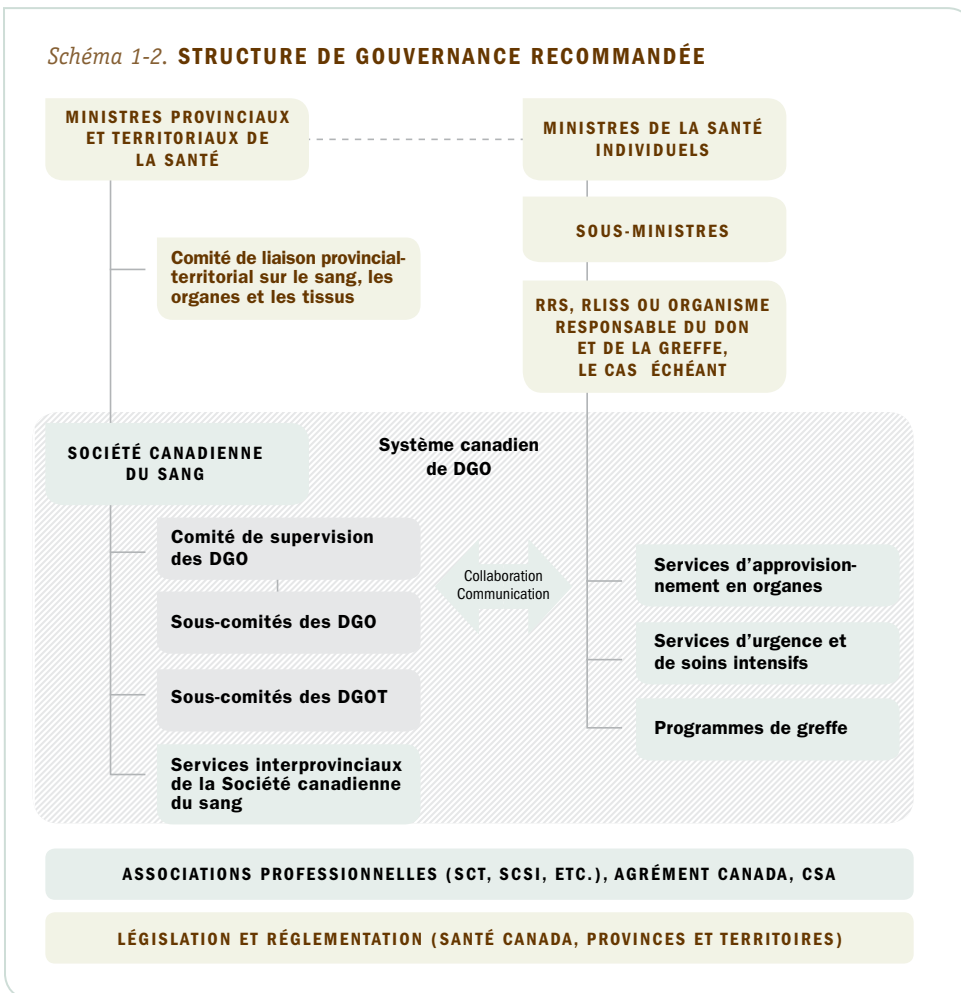 Schéma 1-2. STRUCTURE DE GOUVERNANCE RECOMMANDÉE
MINISTRES PROVINCIAUX
ET TERRITORIAUX DE
LA SANTÉ
MINISTRES DE LA SANTÉ
INDIVIDUELS
SOUS-MINISTRES
Comité de liaison provincial-
territorial sur le sang, les
organes et les tissus
RRS, RLISS OU ORGANISME
RESPONSABLE DU DON
ET DE LA GREFFE,
LE CAS ÉCHÉANT
SOCIÉTÉ CANADIENNE
DU SANG
Système canadien
de DGO
Comité de supervision
des DGO
Sous-comités des DGO
Sous-comités des DGOT
Services interprovinciaux
de la Société canadienne
du sang
Collaboration
Communication
Services d'approvision-
nement en organes
Services d'urgence et
de soins intensifs
Programmes de greffe
ASSOCIATIONS PROFESSIONNELLES (SCT, SCSI, ETC.), AGRÉMENT CANADA, CSA
LÉGISLATION ET RÉGLEMENTATION (SANTÉ CANADA, PROVINCES ET TERRITOIRES)